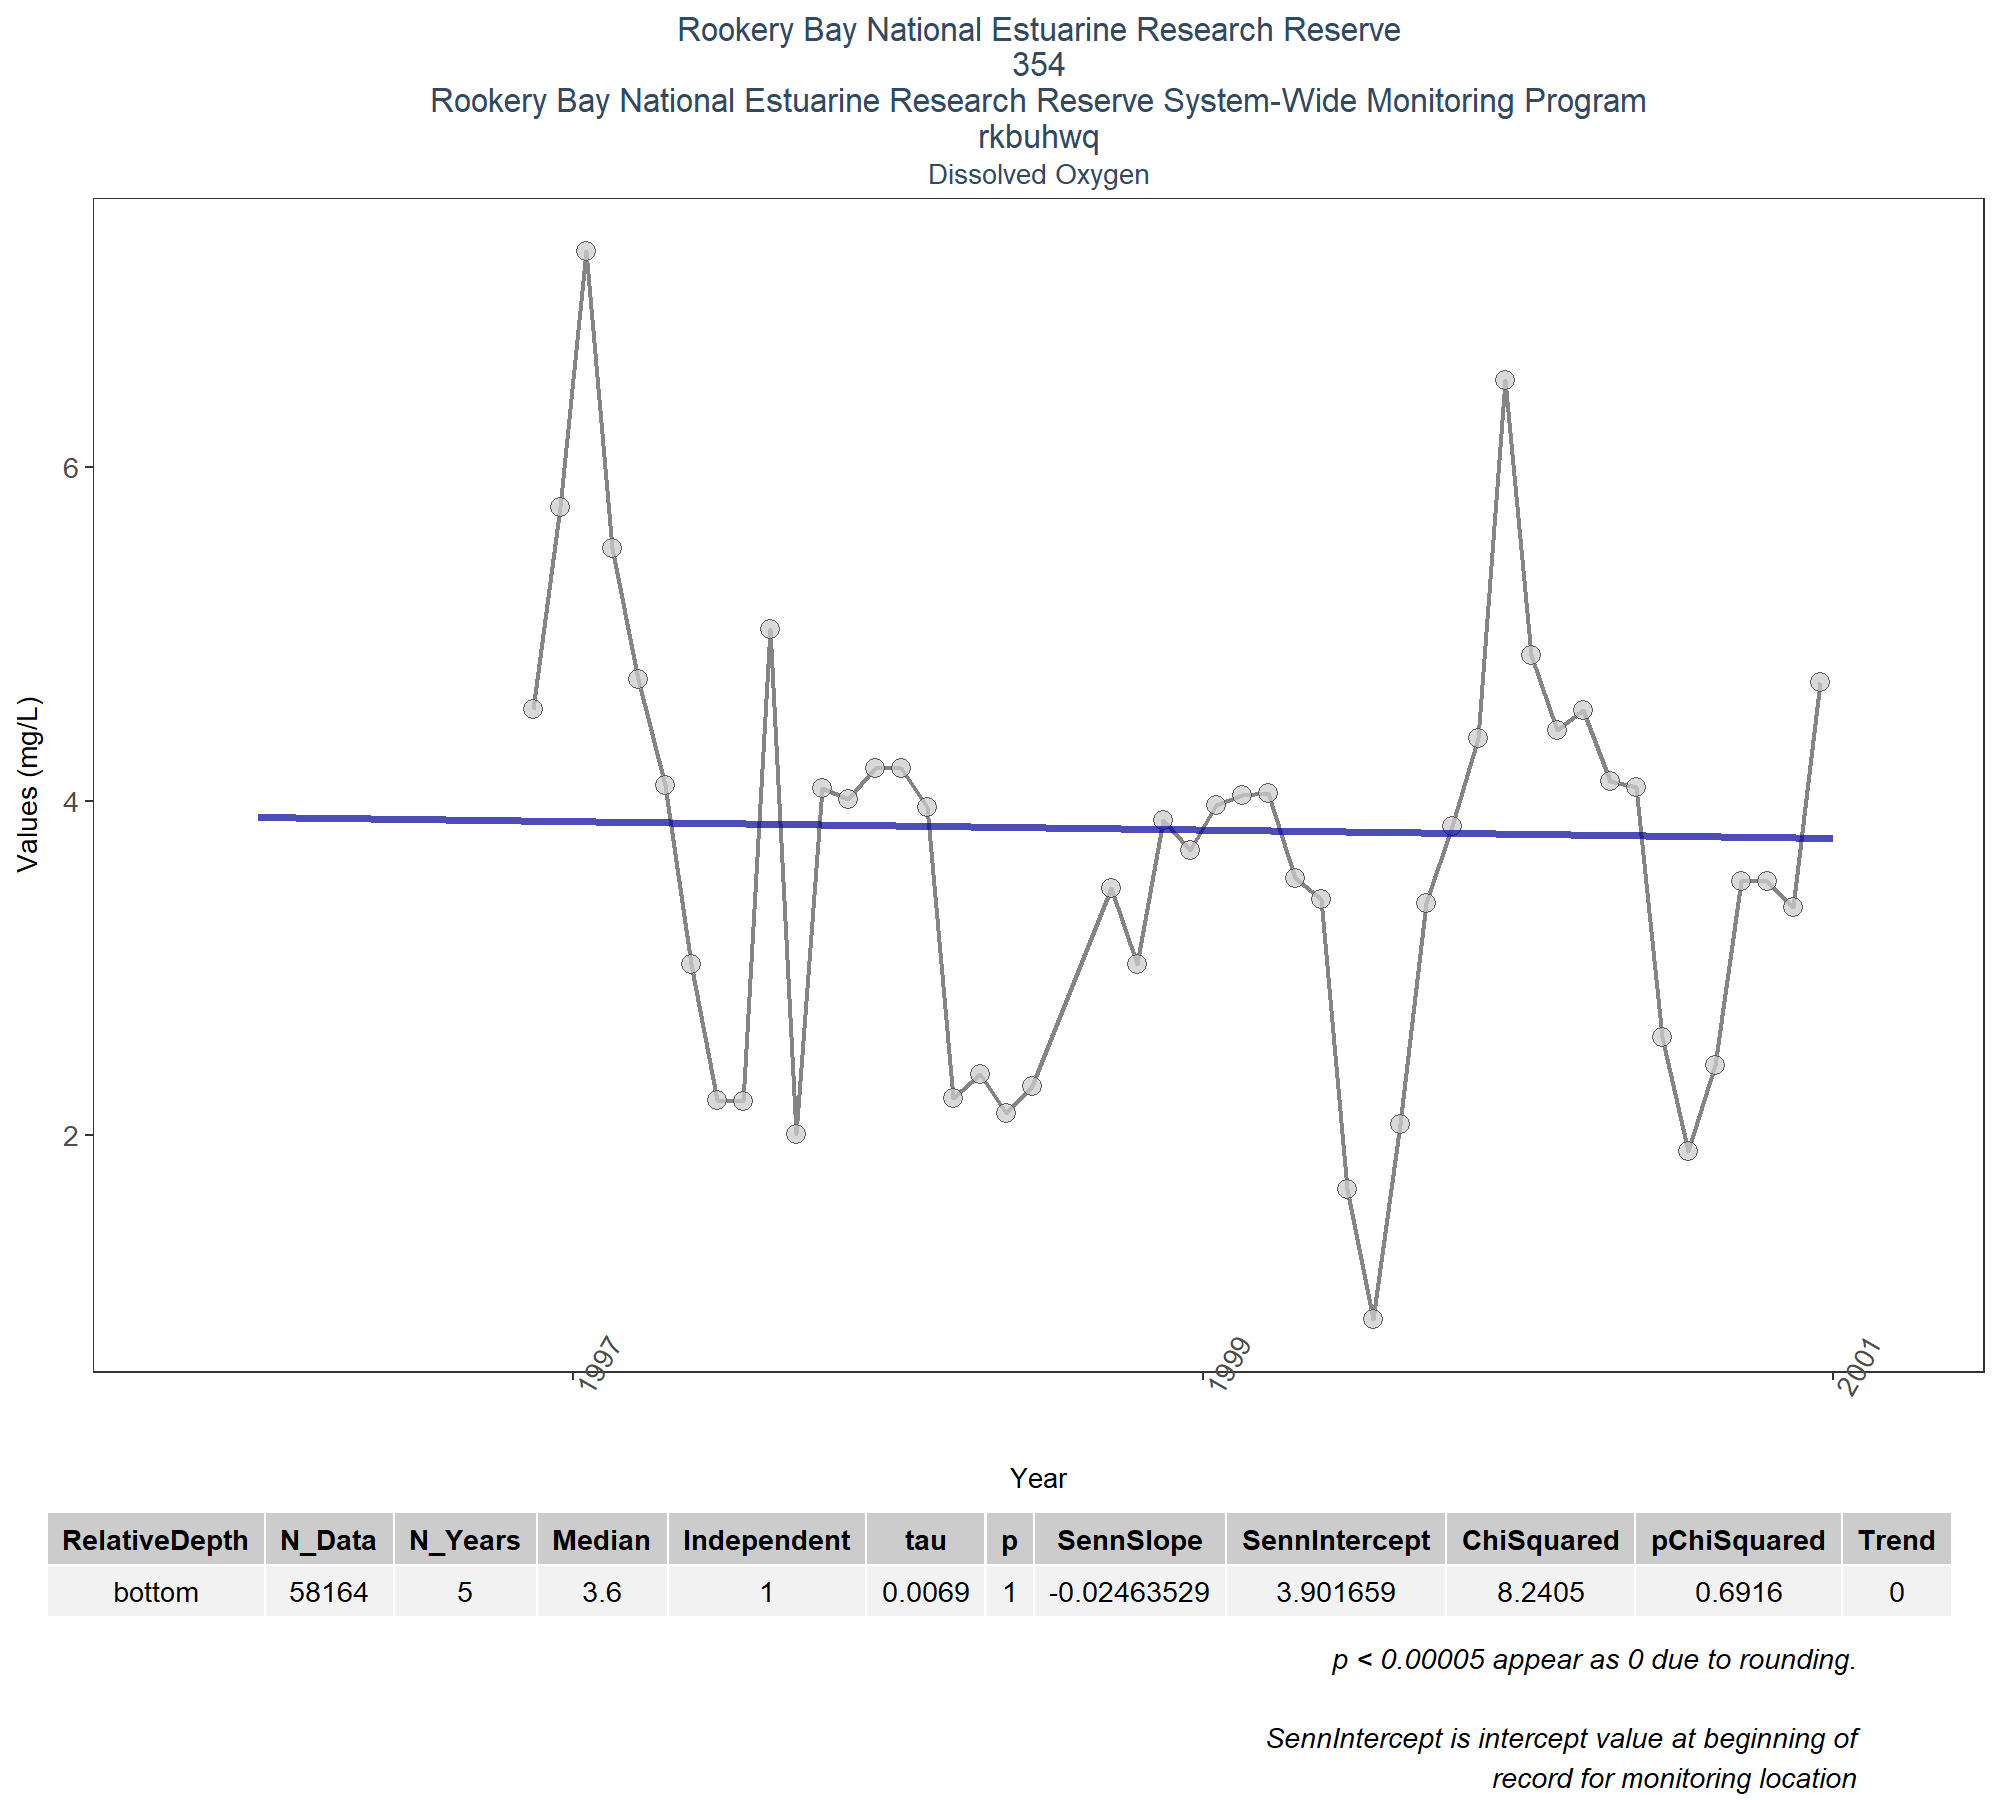 Rookery Bay National Estuarine Research Reserve
354
Rookery Bay National Estuarine Research Reserve System-Wide Monitoring Program
rkbuhwq
Dissolved Oxygen
Values (mg/L)
6
4
2
1997
1999
2001
Year
RelativeDepth N_Data N_Years Median Independent tau p SennSlope SennIntercept ChiSquared pChiSquared Trend
bottom 58164 5 3.6 1 0.0069 1 -0.02463529 3.901659 8.2405 0.6916 0
p < 0.00005 appear as 0 due to rounding.
SennIntercept is intercept value at beginning of
record for monitoring location